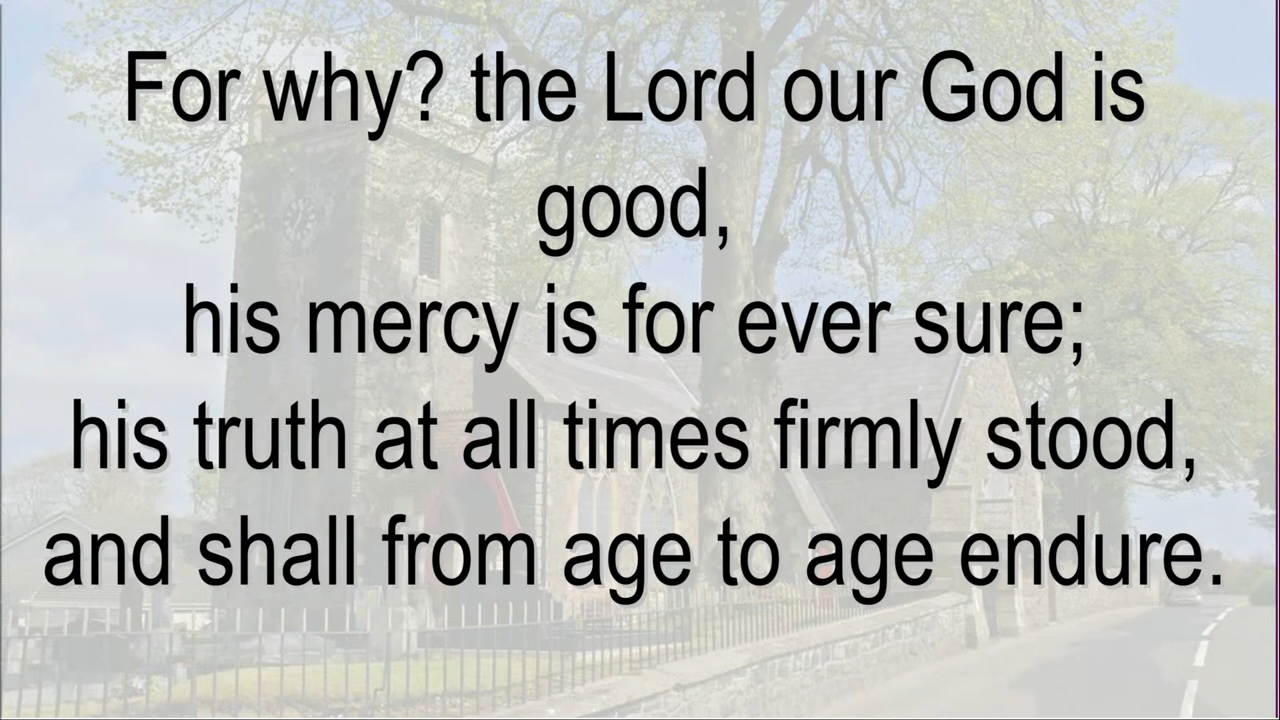 For why? the Lord our God is
good,
his mercy is for ever sure;
his truth at all times firmly stood,
and shall from age to age endure.